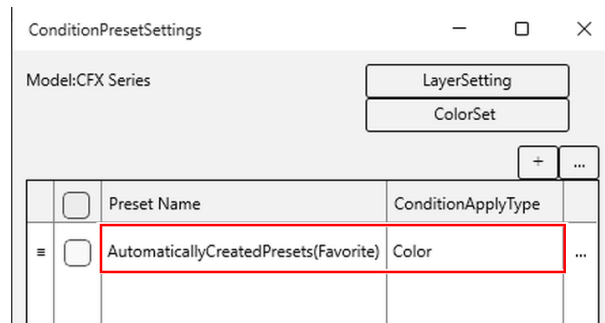 ConditionPresetSettings
Model:CFX Series
LayerSetting
ColorSet
+ ...
Preset Name ConditionApplyType
≡ AutomaticallyCreatedPresets(Favorite) Color ...